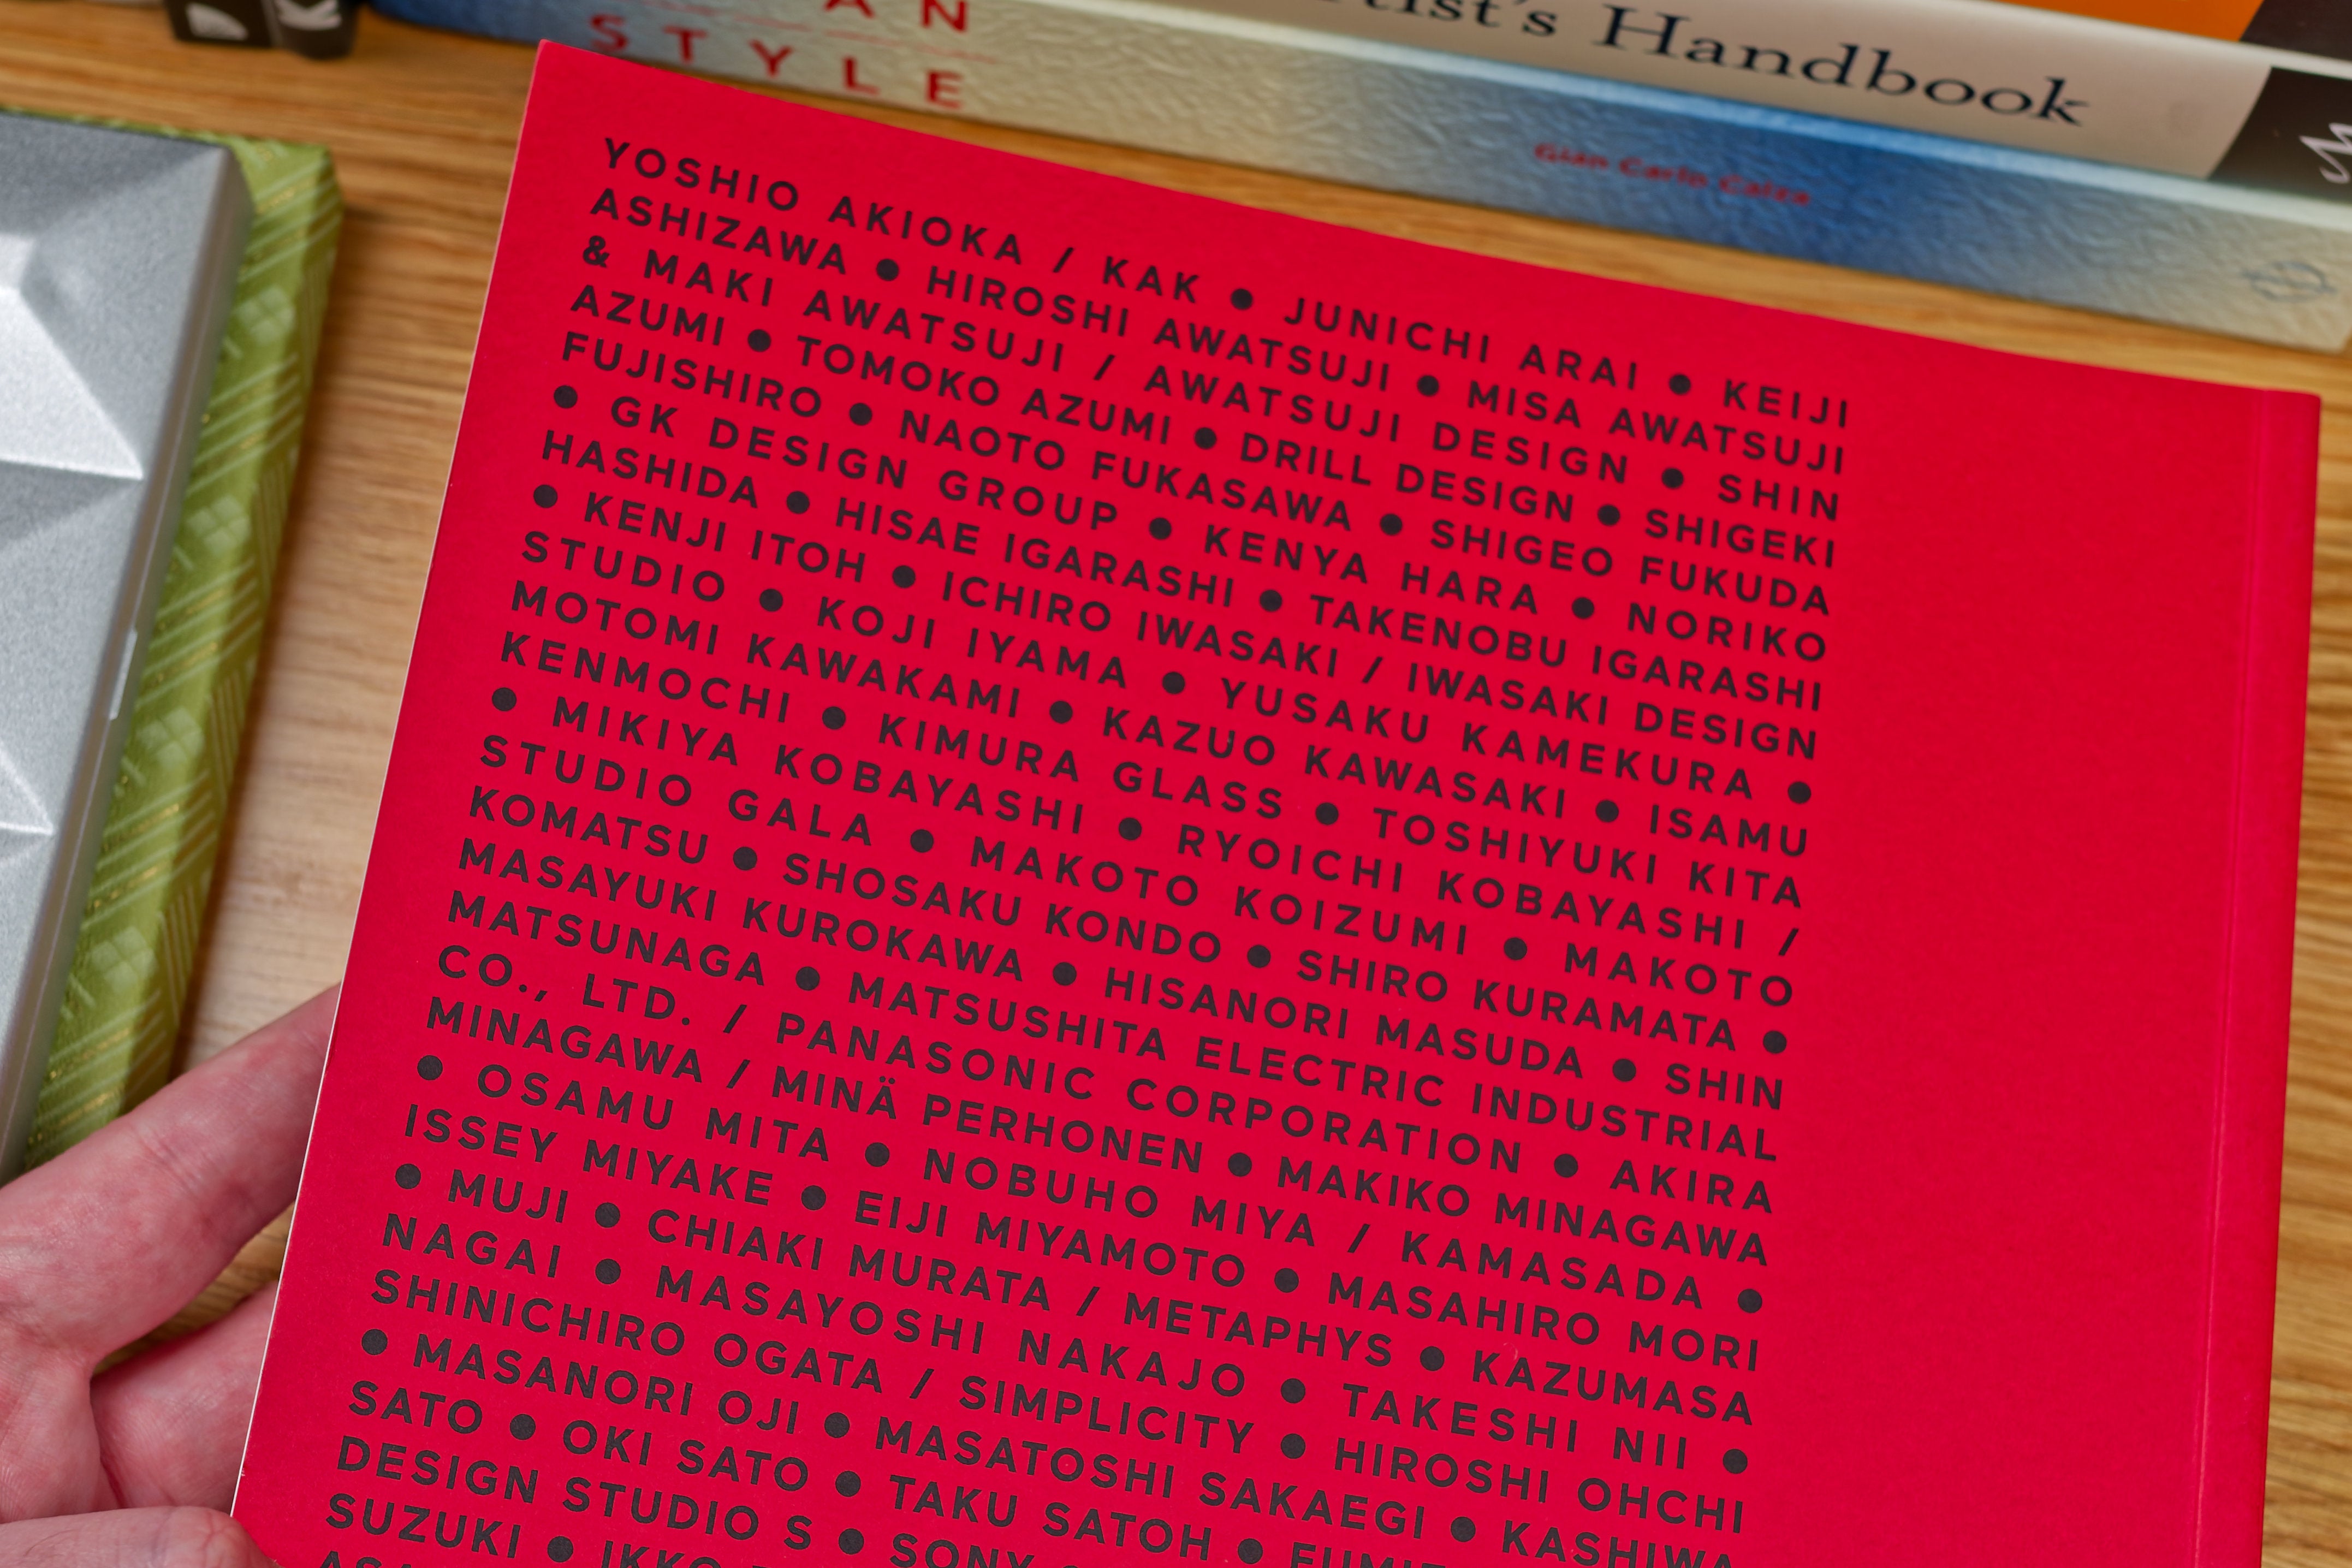 AN
STYLE
tist's Handbook
Gian Carlo Calza
YOSHIO AKIOKA / KAK ● JUNICHI ARAI ● KEIJI
ASHIZAWA ● HIROSHI AWATSUJI ● MISA AWATSUJI
& MAKI AWATSUJI / AWATSUJI DESIGN ● SHIN
AZUMI ● TOMOKO AZUMI ● DRILL DESIGN ● SHIGEKI
FUJISHIRO ● NAOTO FUKASAWA ● SHIGEO FUKUDA
● GK DESIGN GROUP ● KENYA HARA ● NORIKO
HASHIDA ● HISAE IGARASHI ● TAKENOBU IGARASHI
● KENJI ITOH ● ICHIRO IWASAKI / IWASAKI DESIGN
STUDIO ● KOJI IYAMA ● YUSAKU KAMEKURA ●
MOTOMI KAWAKAMI ● KAZUO KAWASAKI ● ISAMU
KENMOCHI ● KIMURA GLASS ● TOSHIYUKI KITA
● MIKIYA KOBAYASHI ● RYOICHI KOBAYASHI /
STUDIO GALA ● MAKOTO KOIZUMI ● MAKOTO
KOMATSU ● SHOSAKU KONDO ● SHIRO KURAMATA ●
MASAYUKI KUROKAWA ● HISANORI MASUDA ● SHIN
MATSUNAGA ● MATSUSHITA ELECTRIC INDUSTRIAL
CO., LTD. / PANASONIC CORPORATION ● AKIRA
MINAGAWA / MINÄ PERHONEN ● MAKIKO MINAGAWA
● OSAMU MITA ● NOBUHO MIYA / KAMASADA ●
ISSEY MIYAKE ● EIJI MIYAMOTO ● MASAHIRO MORI
● MUJI ● CHIAKI MURATA / METAPHYS ● KAZUMASA
NAGAI ● MASAYOSHI NAKAJO ● TAKESHI NII ●
SHINICHIRO OGATA / SIMPLICITY ● HIROSHI OHCHI
● MASANORI OJI ● MASATOSHI SAKAEGI ● KASHIWA
SATO ● OKI SATO ● TAKU SATOH ●
DESIGN STUDIO S ● SONY
SUZUKI ● IKKO